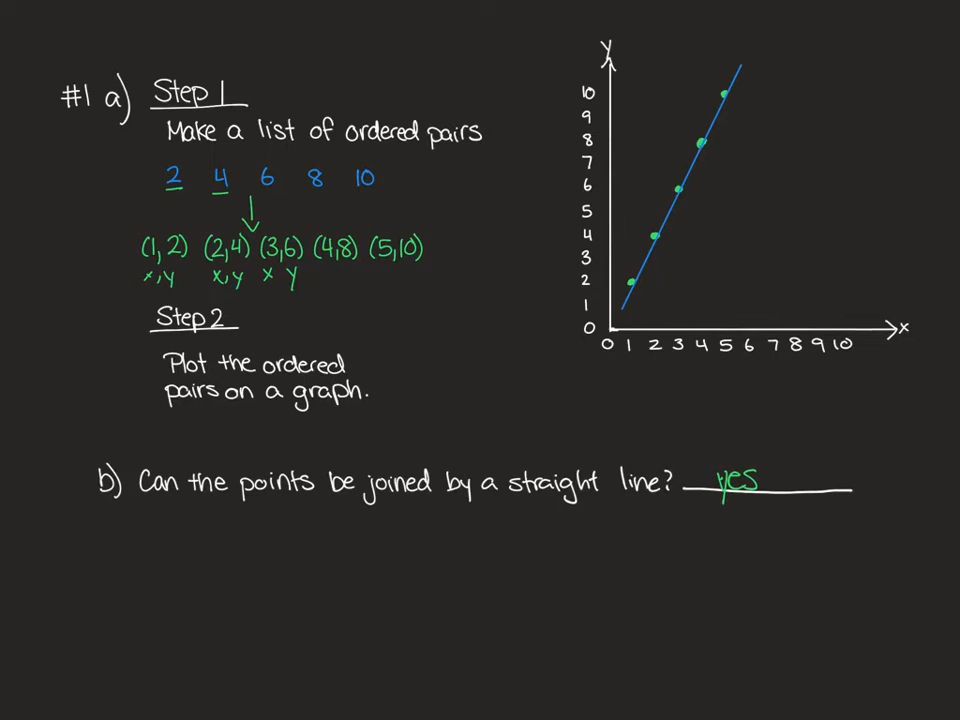 #1 a) Step 1
Make a list of ordered pairs
2 4 6 8 10
(1,2) (2,4) (3,6) (4,8) (5,10)
x,y x,y x y
Step 2
Plot the ordered
pairs on a graph.
y
10
9
8
7
6
5
4
3
2
1
0
0 1 2 3 4 5 6 7 8 9 10 x
b) Can the points be joined by a straight line? yes